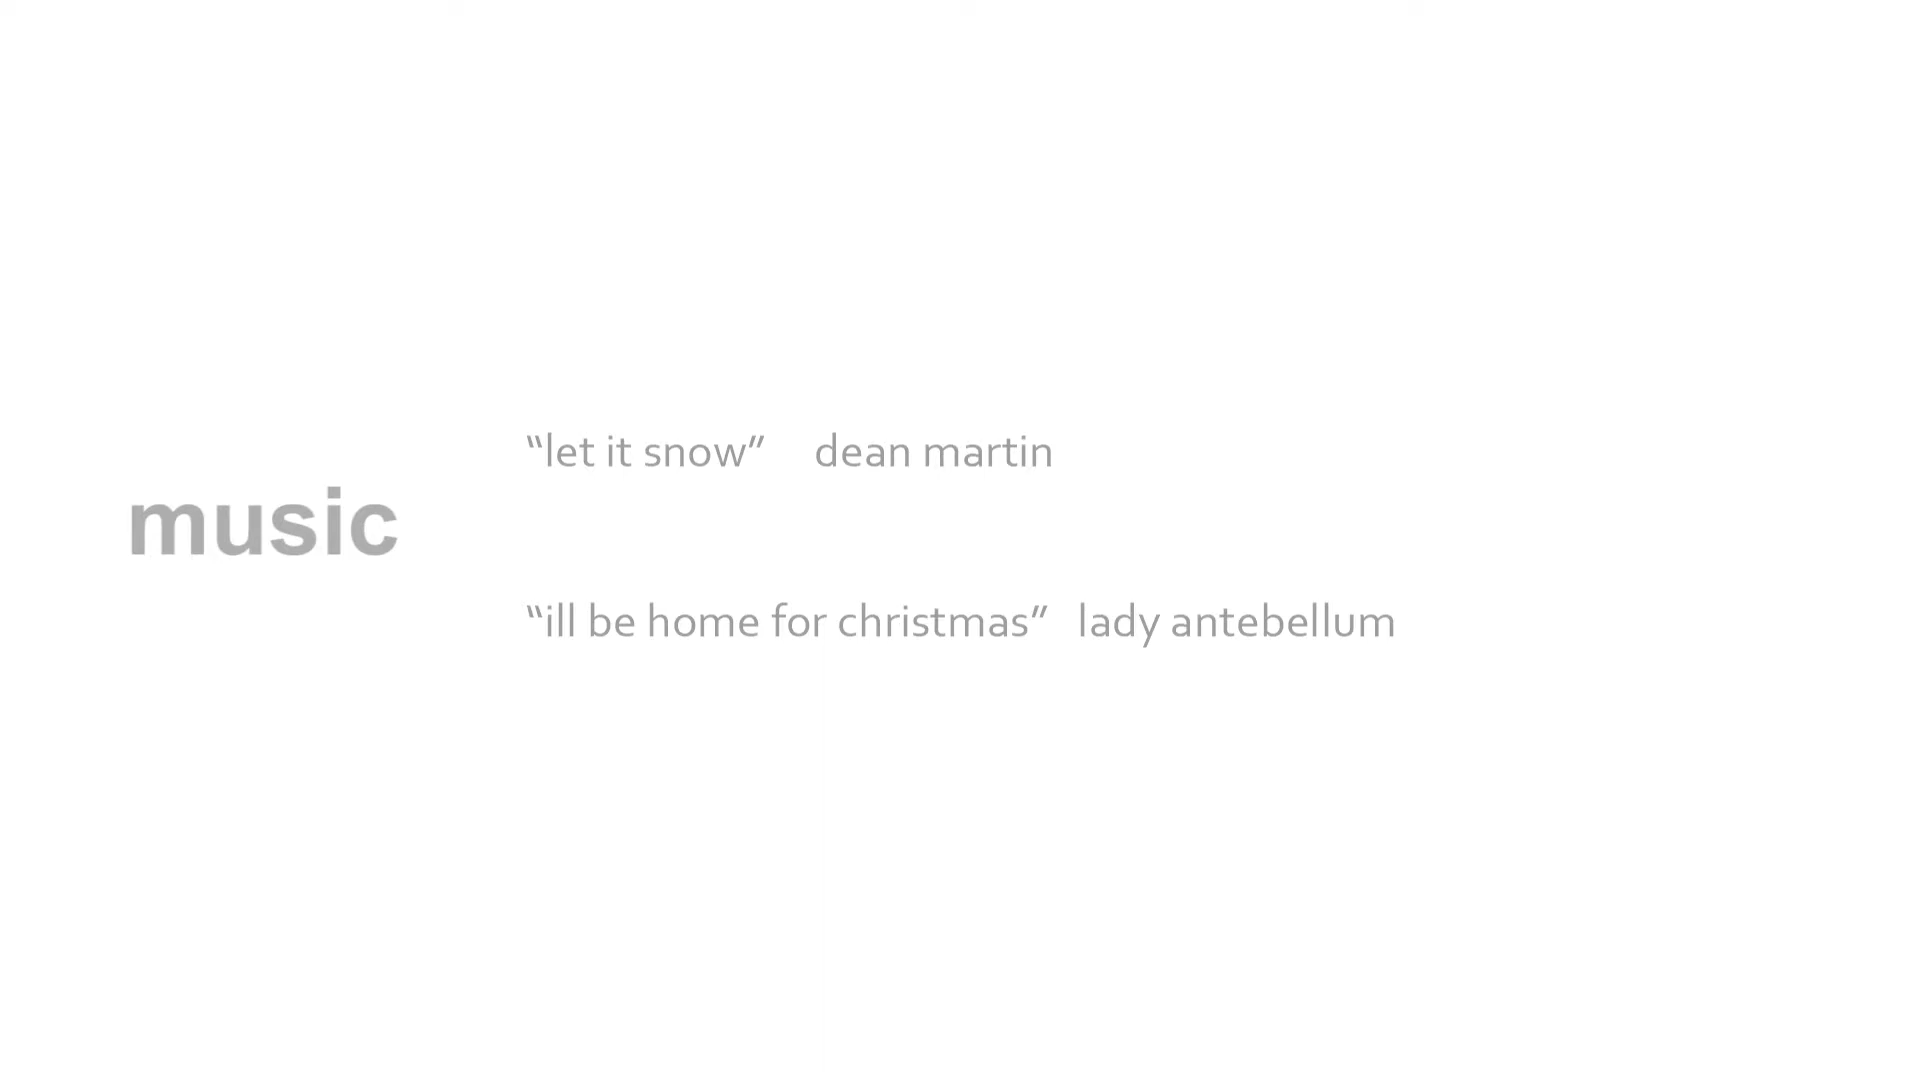 “let it snow” dean martin
music
“ill be home for christmas” lady antebellum